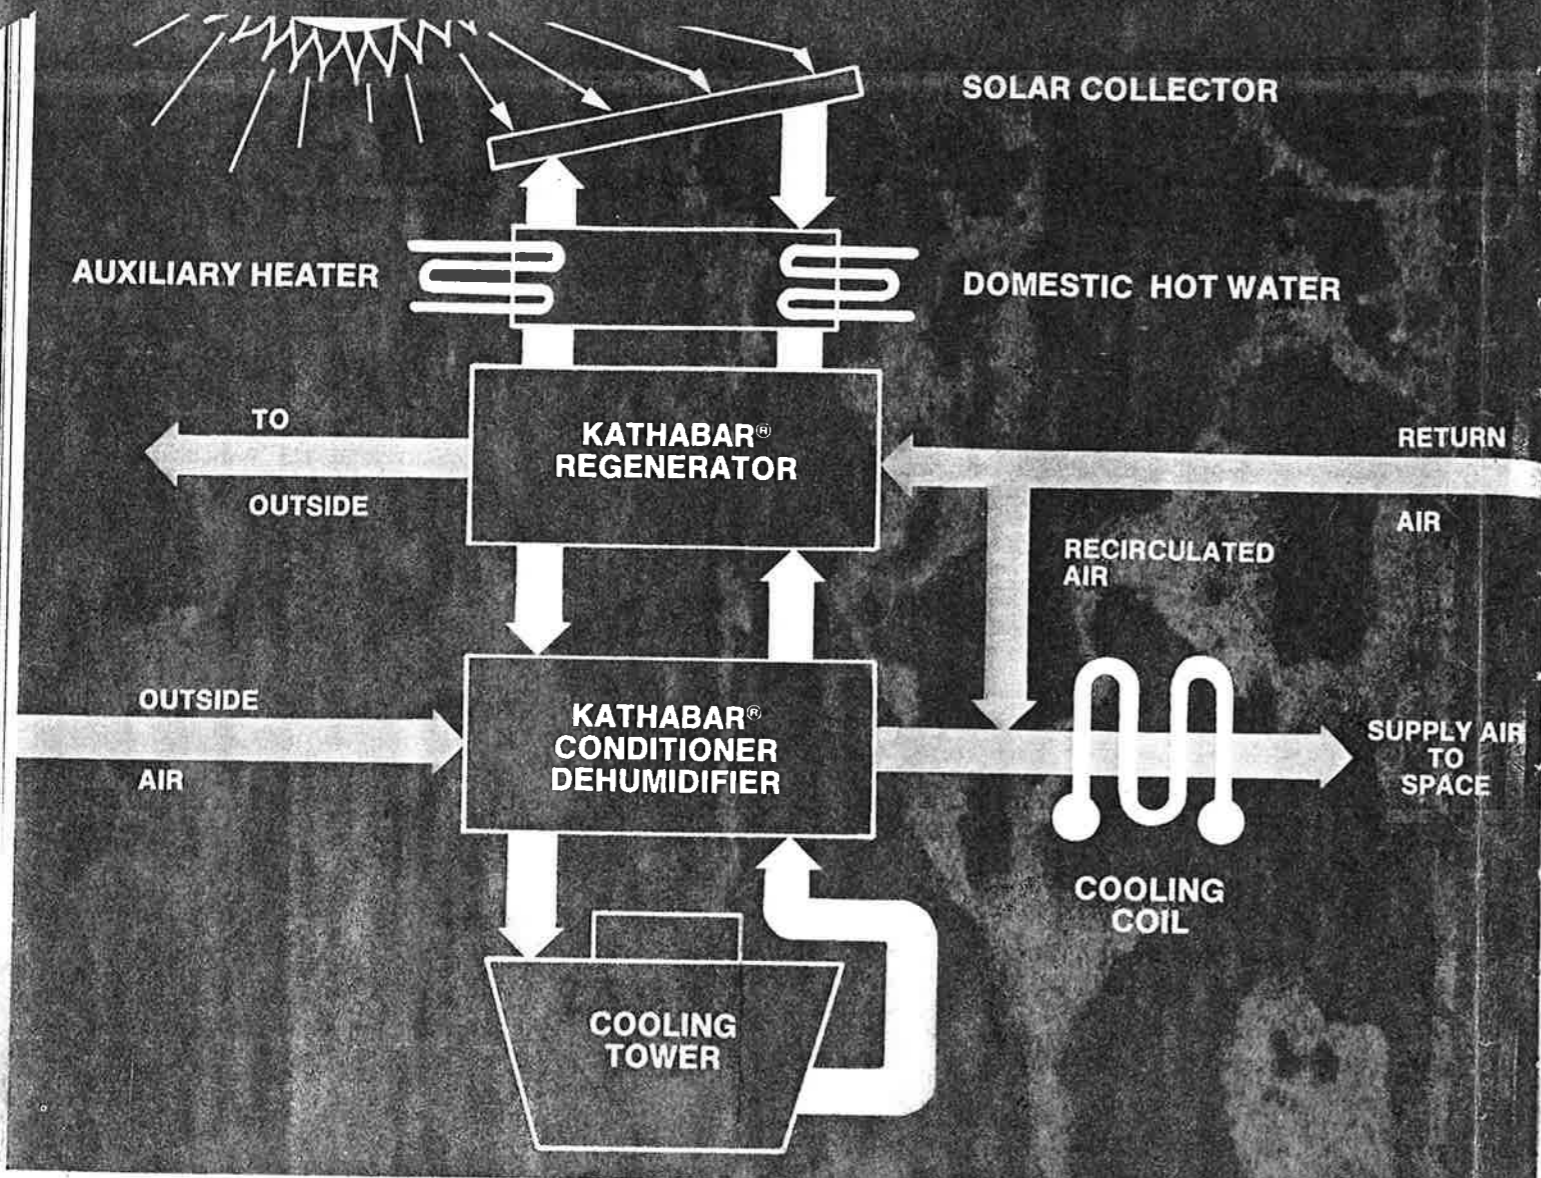 SOLAR COLLECTOR
AUXILIARY HEATER
DOMESTIC HOT WATER
TO
OUTSIDE
KATHABAR®
REGENERATOR
RETURN
AIR
RECIRCULATED
AIR
OUTSIDE
AIR
KATHABAR®
CONDITIONER
DEHUMIDIFIER
SUPPLY AIR
TO
SPACE
COOLING
COIL
COOLING
TOWER